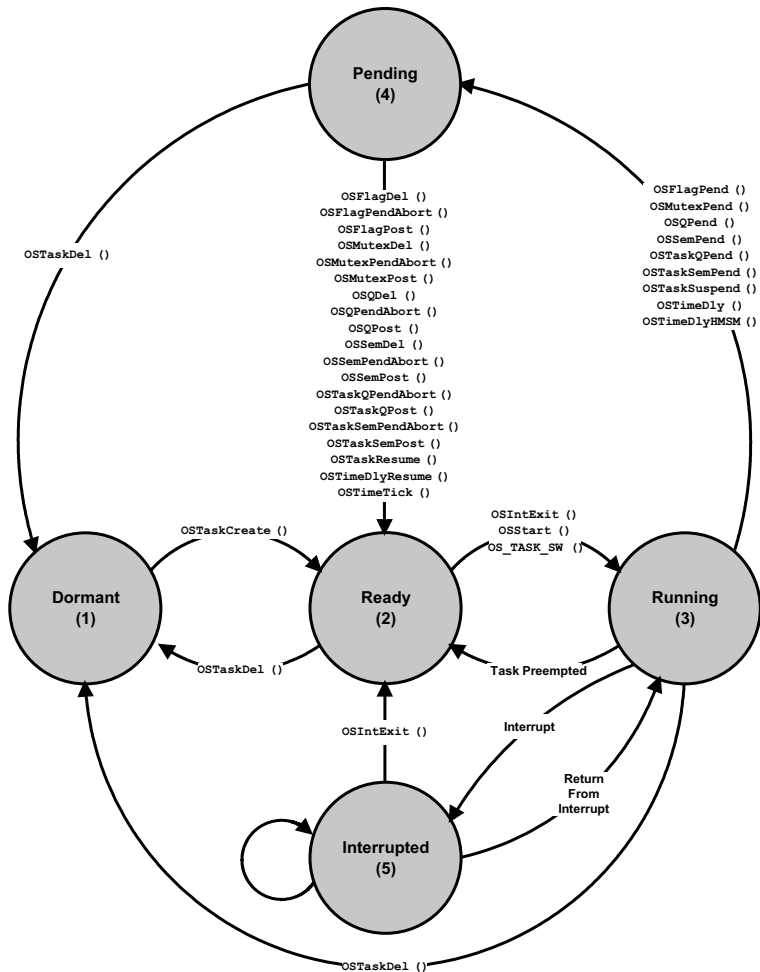 Pending
(4)
OSFlagDel ()
OSFlagPendAbort ()
OSFlagPost ()
OSMutexDel ()
OSMutexPendAbort ()
OSMutexPost ()
OSQDel ()
OSQPendAbort ()
OSQPost ()
OSSemDel ()
OSSemPendAbort ()
OSSemPost ()
OSTaskQPendAbort ()
OSTaskQPost ()
OSTaskSemPendAbort ()
OSTaskSemPost ()
OSTaskResume ()
OSTimeDlyResume ()
OSTimeTick ()
OSFlagPend ()
OSMutexPend ()
OSQPend ()
OSSemPend ()
OSTaskQPend ()
OSTaskSemPend ()
OSTaskSuspend ()
OSTimeDly ()
OSTimeDlyHMSM ()
OSTaskDel ()
OSTaskCreate ()
OSIntExit ()
OSStart ()
OS_TASK_SW ()
Dormant
(1)
Ready
(2)
Running
(3)
OSTaskDel ()
Task Preempted
OSIntExit ()
Interrupt
Return
From
Interrupt
Interrupted
(5)
OSTaskDel ()